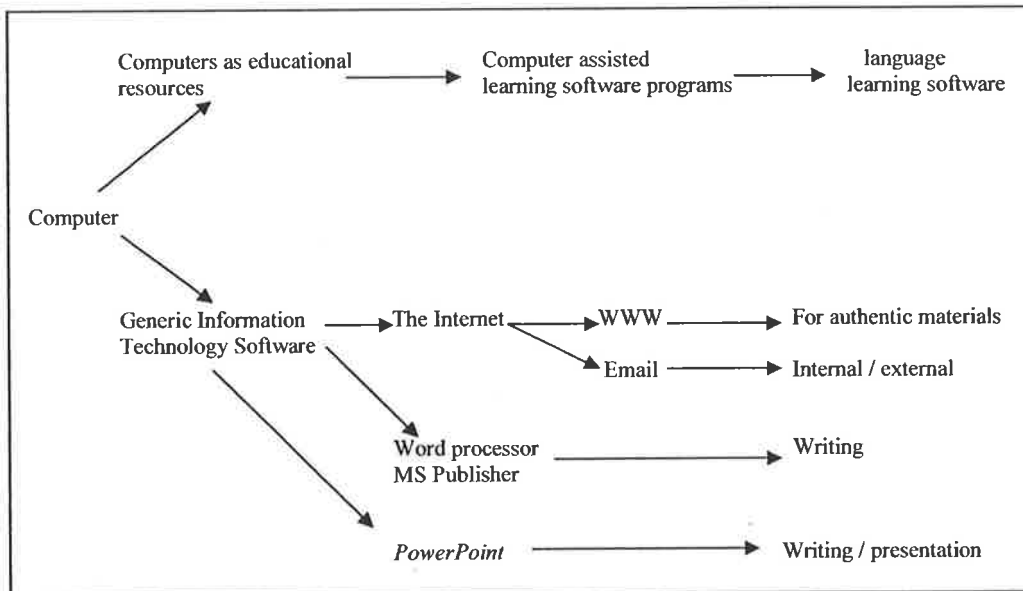 Computers as educational
resources
Computer assisted
learning software programs
language
learning software
Computer
Generic Information
Technology Software
The Internet
WWW
For authentic materials
Email
Internal / external
Word processor
MS Publisher
Writing
PowerPoint
Writing / presentation